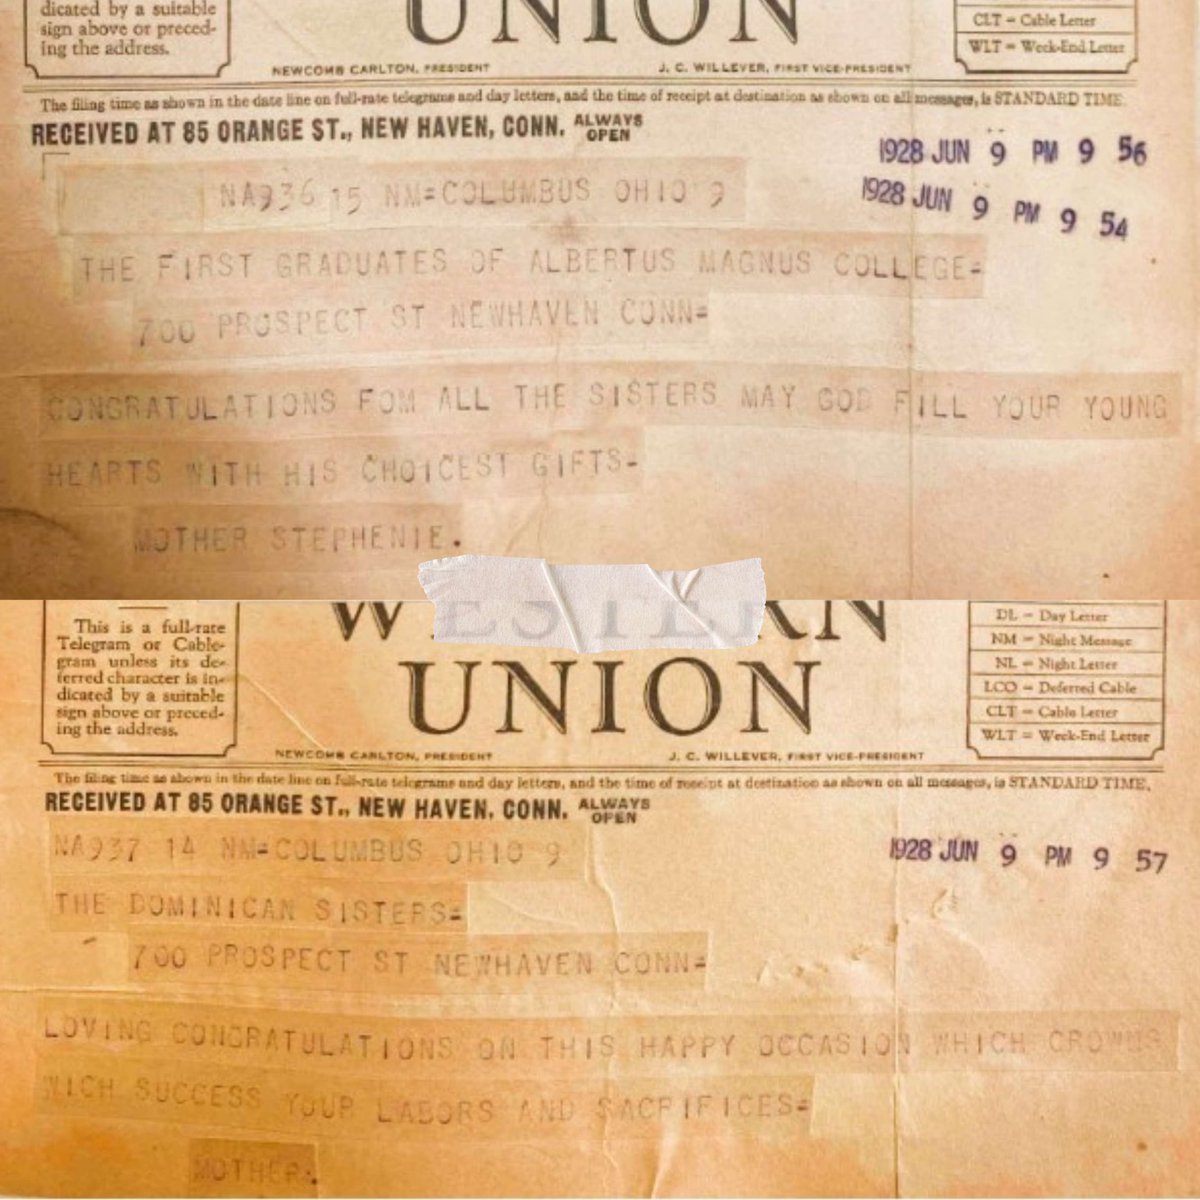 dicated by a suitable
sign above or preced-
ing the address.
UNION
NEWCOMB CARLTON, PRESIDENT
J. C. WILLEVER, FIRST VICE-PRESIDENT
CLT = Cable Letter
WLT = Week-End Letter
The filing time as shown in the date line on full-rate telegrams and day letters, and the time of receipt at destination as shown on all messages, is STANDARD TIME.
RECEIVED AT 85 ORANGE ST., NEW HAVEN, CONN. ALWAYS OPEN
1928 JUN 9 PM 9 56
1928 JUN 9 PM 9 54
NA936 15 NM=COLUMBUS OHIO 9
THE FIRST GRADUATES OF ALBERTUS MAGNUS COLLEGE=
700 PROSPECT ST NEWHAVEN CONN=
CONGRATULATIONS FOM ALL THE SISTERS MAY GOD FILL YOUR YOUNG
HEARTS WITH HIS CHOICEST GIFTS=
MOTHER STEPHENIE.
WESTERN
UNION
This is a full-rate
Telegram or Cable-
gram unless its de-
ferred character is in-
dicated by a suitable
sign above or preced-
ing the address.
NEWCOMB CARLTON, PRESIDENT
J. C. WILLEVER, FIRST VICE-PRESIDENT
DL = Day Letter
NM = Night Message
NL = Night Letter
LCO = Deferred Cable
CLT = Cable Letter
WLT = Week-End Letter
The filing time as shown in the date line on full-rate telegrams and day letters, and the time of receipt at destination as shown on all messages, is STANDARD TIME.
RECEIVED AT 85 ORANGE ST., NEW HAVEN, CONN. ALWAYS OPEN
1928 JUN 9 PM 9 57
NA937 14 NM=COLUMBUS OHIO 9
THE DOMINICAN SISTERS=
700 PROSPECT ST NEWHAVEN CONN=
LOVING CONGRATULATIONS ON THIS HAPPY OCCASION WHICH CROWNS
SUCCESS YOUR LABORS AND SACRIFICES=
MOTHER.